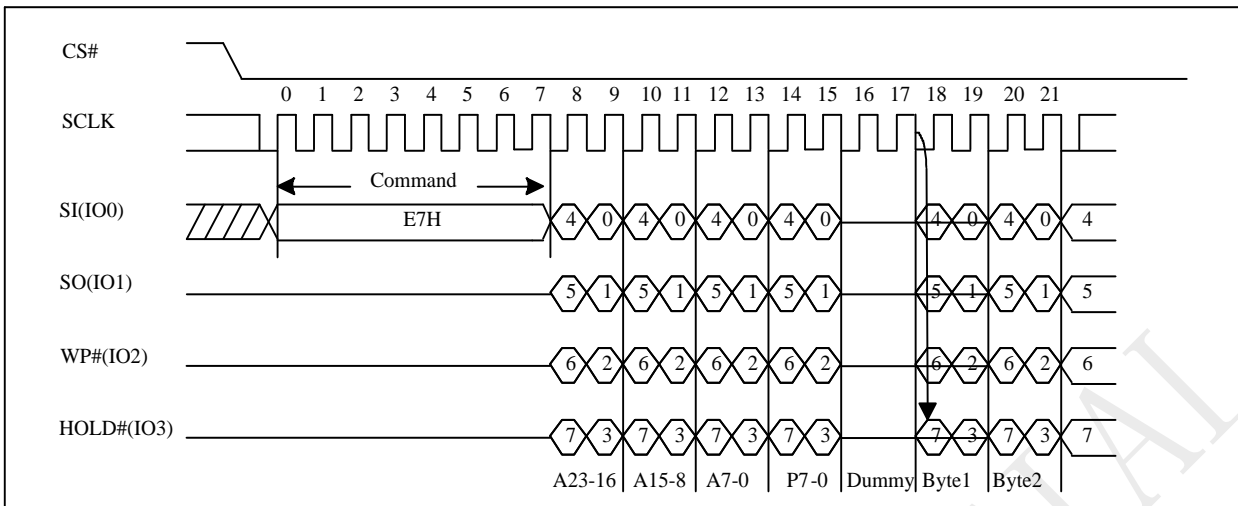 CS#
0 1 2 3 4 5 6 7 8 9 10 11 12 13 14 15 16 17 18 19 20 21
SCLK
Command
SI(IO0) E7H 4 0 4 0 4 0 4 0 4 0 4 0 4
SO(IO1) 5 1 5 1 5 1 5 1 5 1 5 1 5
WP#(IO2) 6 2 6 2 6 2 6 2 6 2 6 2 6
HOLD#(IO3) 7 3 7 3 7 3 7 3 7 3 7 3 7
A23-16 A15-8 A7-0 P7-0 Dummy Byte1 Byte2